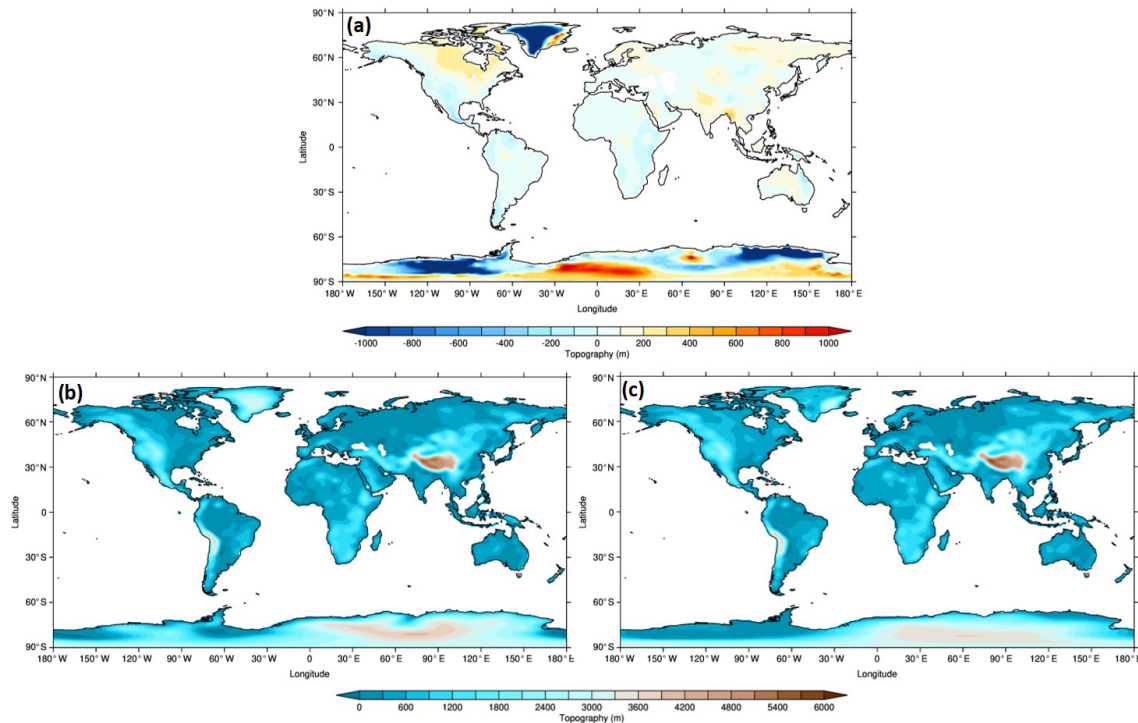 (a)
90° N
60° N
30° N
0
30° S
60° S
90° S
Latitude
180° W 150° W 120° W 90° W 60° W 30° W 0 30° E 60° E 90° E 120° E 150° E 180° E
Longitude
-1000 -800 -600 -400 -200 0 200 400 600 800 1000
Topography (m)
(b)
90° N
60° N
30° N
0
30° S
60° S
90° S
Latitude
180° W 150° W 120° W 90° W 60° W 30° W 0 30° E 60° E 90° E 120° E 150° E 180° E
Longitude
(c)
90° N
60° N
30° N
0
30° S
60° S
90° S
Latitude
180° W 150° W 120° W 90° W 60° W 30° W 0 30° E 60° E 90° E 120° E 150° E 180° E
Longitude
0 600 1200 1800 2400 3000 3600 4200 4800 5400 6000
Topography (m)